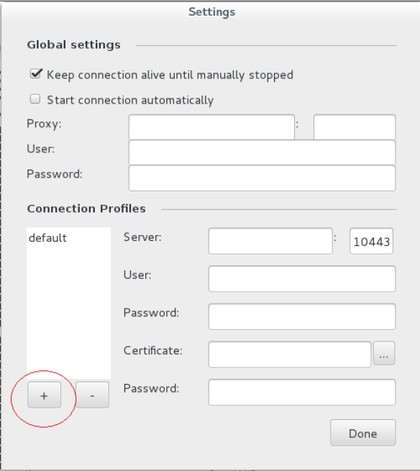 Settings
Global settings
Keep connection alive until manually stopped
Start connection automatically
Proxy: :
User:
Password:
Connection Profiles
default Server: : 10443
User:
Password:
Certificate: ...
+ - Password:
Done